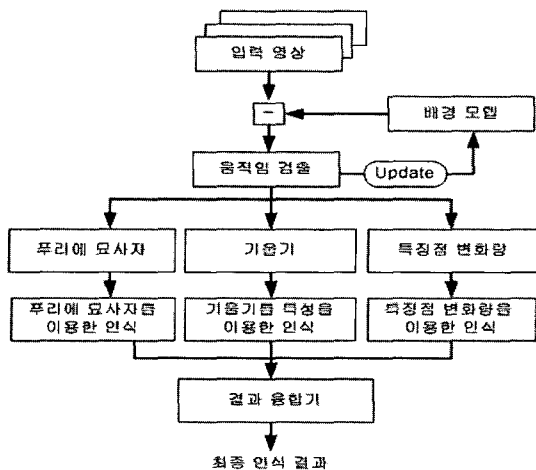 입력 영상
−
배경 모델
움직임 검출
Update
푸리에 묘사자
기울기
특징점 변화량
푸리에 묘사자를
이용한 인식
기울기를 특성을
이용한 인식
특징점 변화량을
이용한 인식
결과 융합기
최종 인식 결과